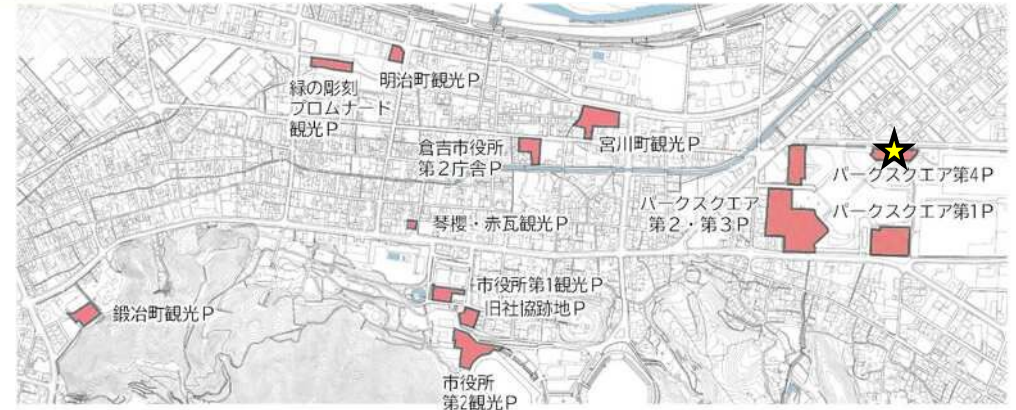 緑の彫刻
プロムナード
観光P
明治町観光P
倉吉市役所
第2庁舎P
宮川町観光P
パークスクエア第4P
パークスクエア
第2・第3P
パークスクエア第1P
琴櫻・赤瓦観光P
市役所第1観光P
旧社協跡地P
鍛冶町観光P
市役所
第2観光P